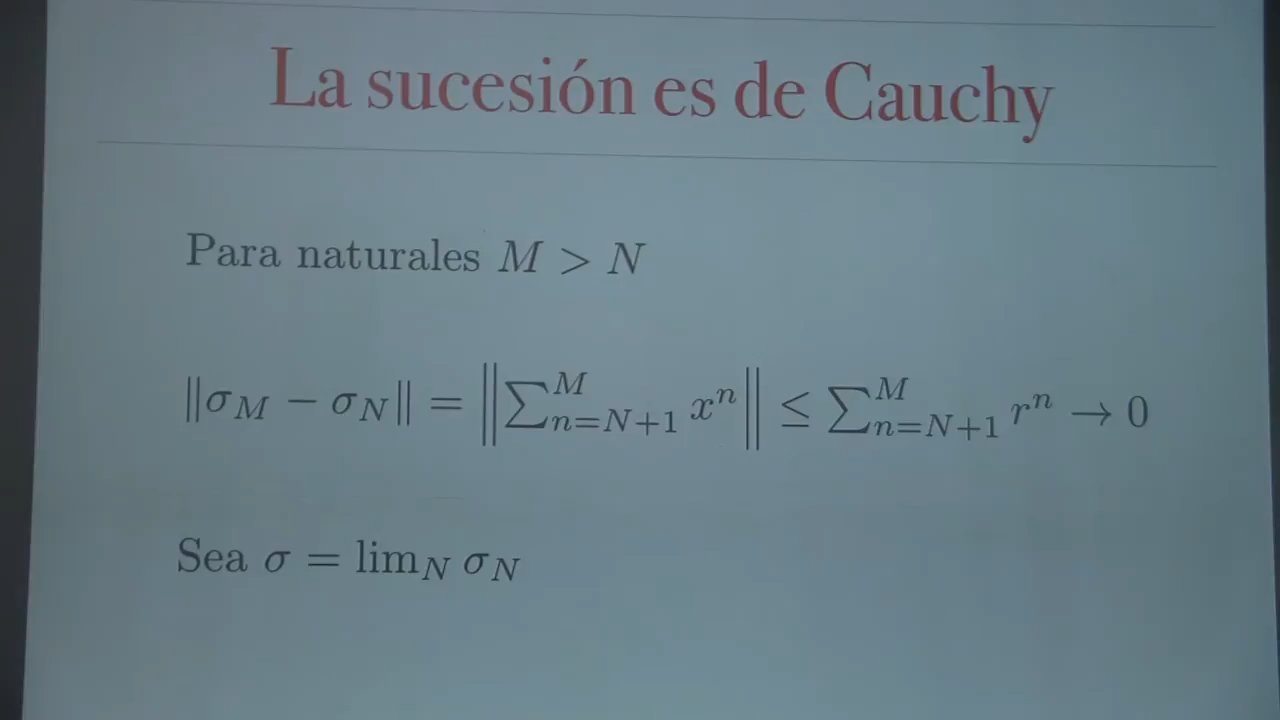 La sucesión es de Cauchy
Para naturales M > N
‖σ_M − σ_N‖ = ‖∑_{n=N+1}^M x^n‖ ≤ ∑_{n=N+1}^M r^n → 0
Sea σ = lim_N σ_N